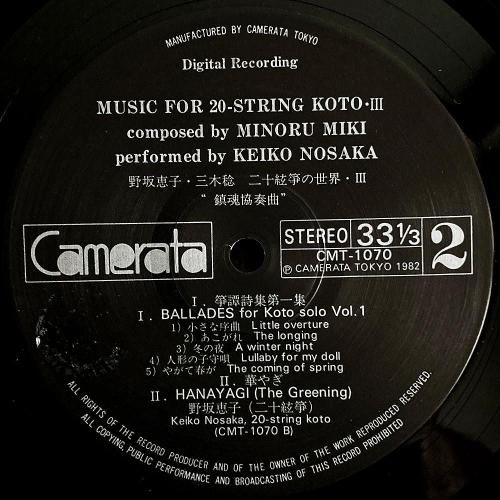 MANUFACTURED BY CAMERATA TOKYO
Digital Recording
MUSIC FOR 20-STRING KOTO・III
composed by MINORU MIKI
performed by KEIKO NOSAKA
野坂恵子・三木稔 二十絃箏の世界・III
“鎮魂協奏曲”
Camerata
STEREO 33 1/3
CMT-1070
Ⓟ CAMERATA TOKYO 1982
2
I. 箏譚詩集第一集
I. BALLADES for Koto solo Vol.1
1) 小さな序曲 Little overture
2) あこがれ The longing
3) 冬の夜 A winter night
4) 人形の子守唄 Lullaby for my doll
5) やがて春が The coming of spring
II. 華やぎ
II. HANAYAGI (The Greening)
野坂恵子(二十絃箏)
Keiko Nosaka, 20-string koto
(CMT-1070 B)
ALL RIGHTS OF THE RECORD PRODUCER AND OF THE OWNER OF THE WORK REPRODUCED RESERVED.
ALL COPYING, PUBLIC PERFORMANCE AND BROADCASTING OF THIS RECORD PROHIBITED